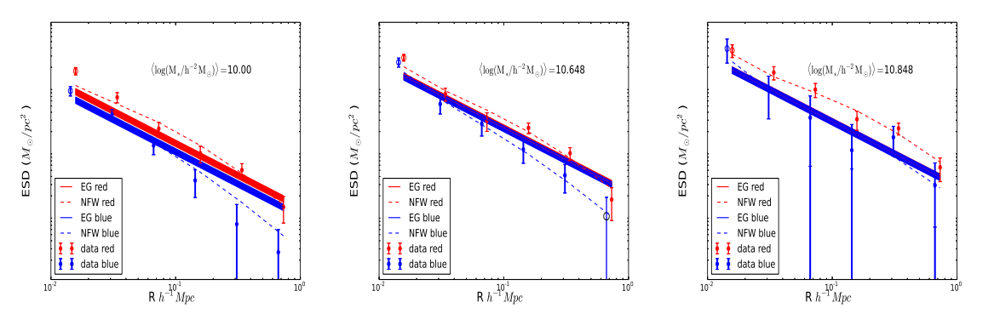 ESD (M⊙/pc²)
⟨log(M*/h⁻²M⊙)⟩=10.00
EG red
NFW red
EG blue
NFW blue
data red
data blue
10⁻² 10⁻¹ 10⁰
R h⁻¹Mpc
ESD (M⊙/pc²)
⟨log(M*/h⁻²M⊙)⟩=10.648
EG red
NFW red
EG blue
NFW blue
data red
data blue
10⁻² 10⁻¹ 10⁰
R h⁻¹Mpc
ESD (M⊙/pc²)
⟨log(M*/h⁻²M⊙)⟩=10.848
EG red
NFW red
EG blue
NFW blue
data red
data blue
10⁻² 10⁻¹ 10⁰
R h⁻¹Mpc